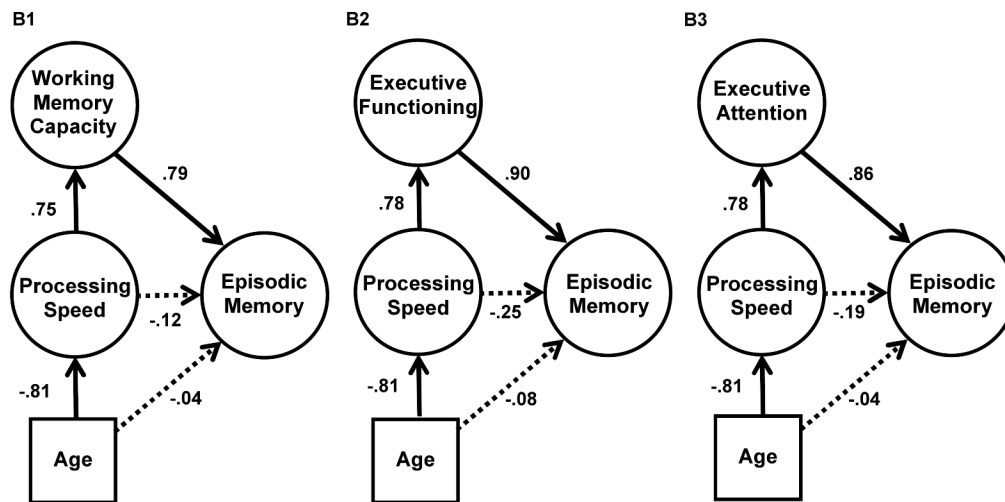 B1
Working
Memory
Capacity
.79
.75
Processing
Speed
-.12
Episodic
Memory
-.81
-.04
Age
B2
Executive
Functioning
.90
.78
Processing
Speed
-.25
Episodic
Memory
-.81
-.08
Age
B3
Executive
Attention
.86
.78
Processing
Speed
-.19
Episodic
Memory
-.81
-.04
Age